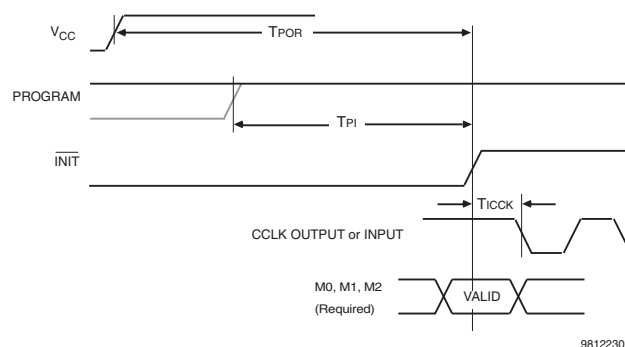 VCC
TPOR
PROGRAM
TPI
INIT
TICCK
CCLK OUTPUT or INPUT
M0, M1, M2
(Required)
VALID
9812230